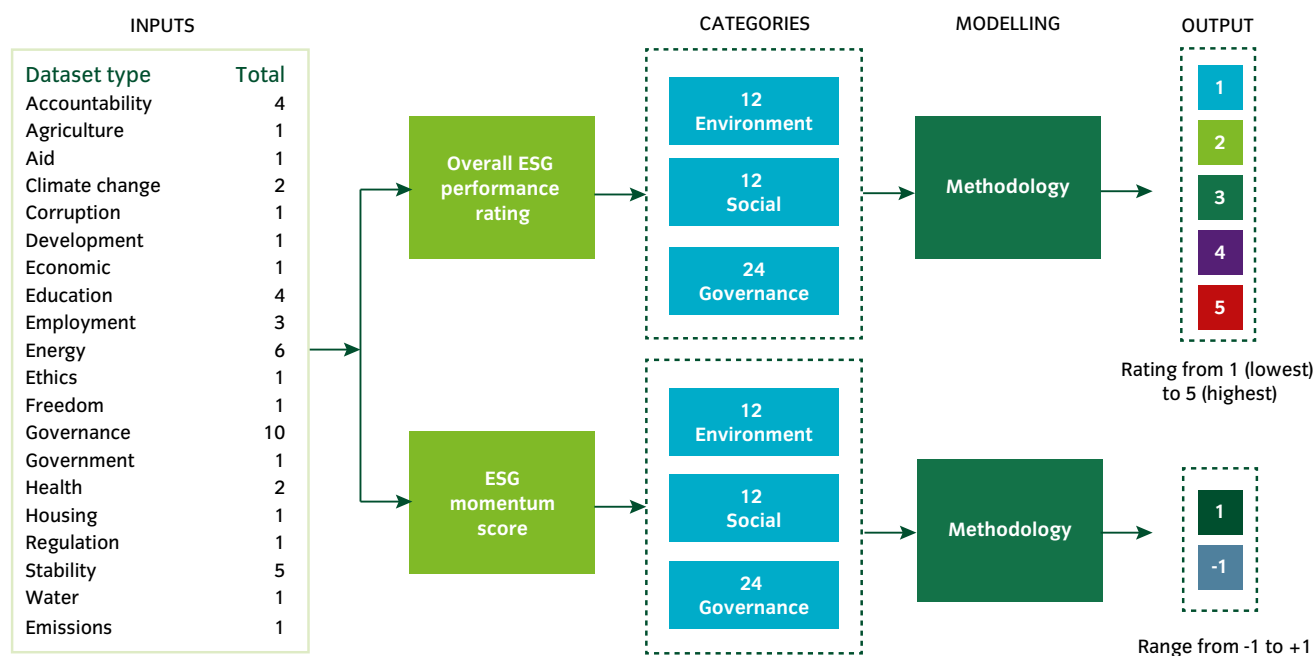 INPUTS
CATEGORIES
MODELLING
OUTPUT
Dataset type Total
Accountability 4
Agriculture 1
Aid 1
Climate change 2
Corruption 1
Development 1
Economic 1
Education 4
Employment 3
Energy 6
Ethics 1
Freedom 1
Governance 10
Government 1
Health 2
Housing 1
Regulation 1
Stability 5
Water 1
Emissions 1
Overall ESG
performance
rating
12
Environment
12
Social
24
Governance
Methodology
1
2
3
4
5
Rating from 1 (lowest)
to 5 (highest)
ESG
momentum
score
12
Environment
12
Social
24
Governance
Methodology
1
-1
Range from -1 to +1